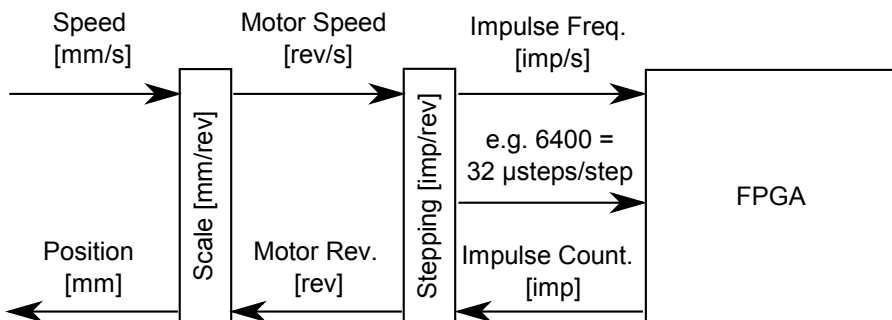 Speed
[mm/s]
Motor Speed
[rev/s]
Impulse Freq.
[imp/s]
Scale [mm/rev]
Stepping [imp/rev]
e.g. 6400 =
32 µsteps/step
FPGA
Position
[mm]
Motor Rev.
[rev]
Impulse Count.
[imp]